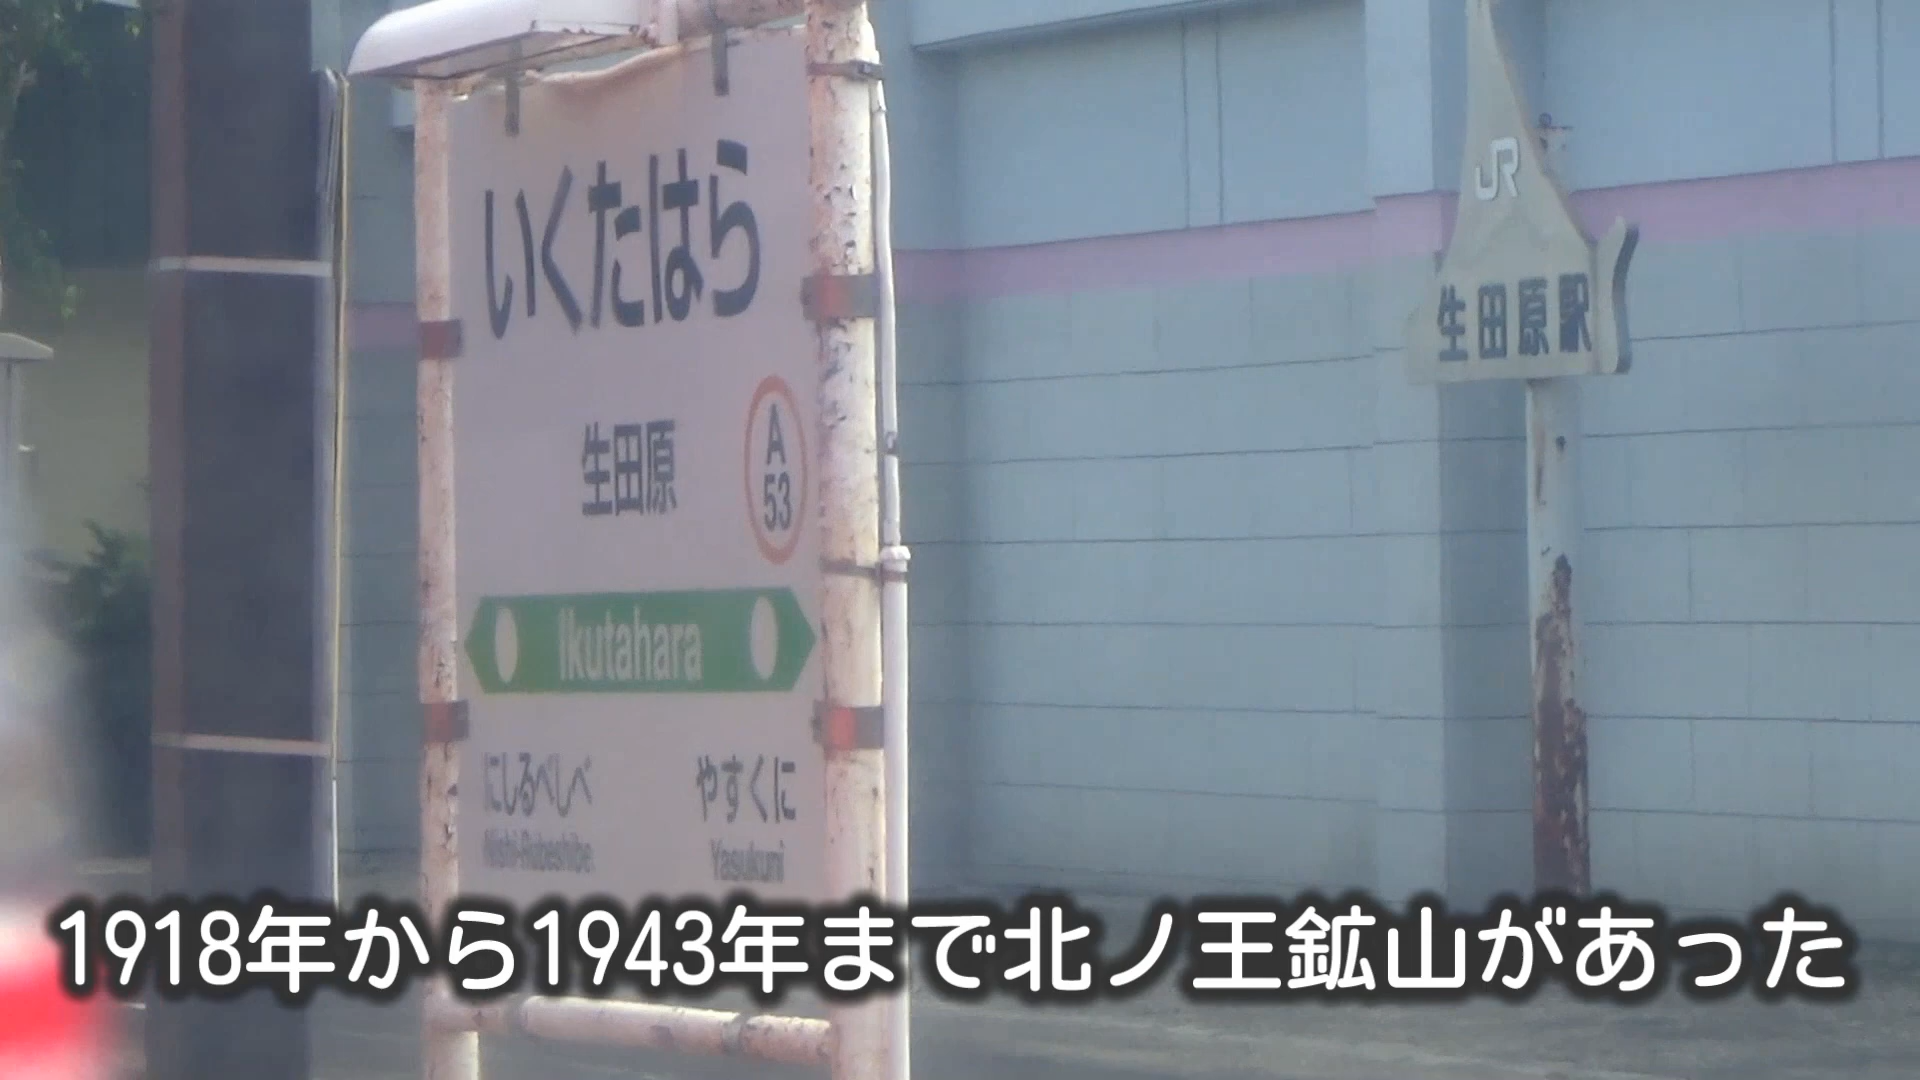 いくたはら
生田原
A
53
Ikutahara
にしるべしべ
やすくに
Nishi-Rubeshibe
Yasukuni
JR
生田原駅
1918年から1943年まで北ノ王鉱山があった